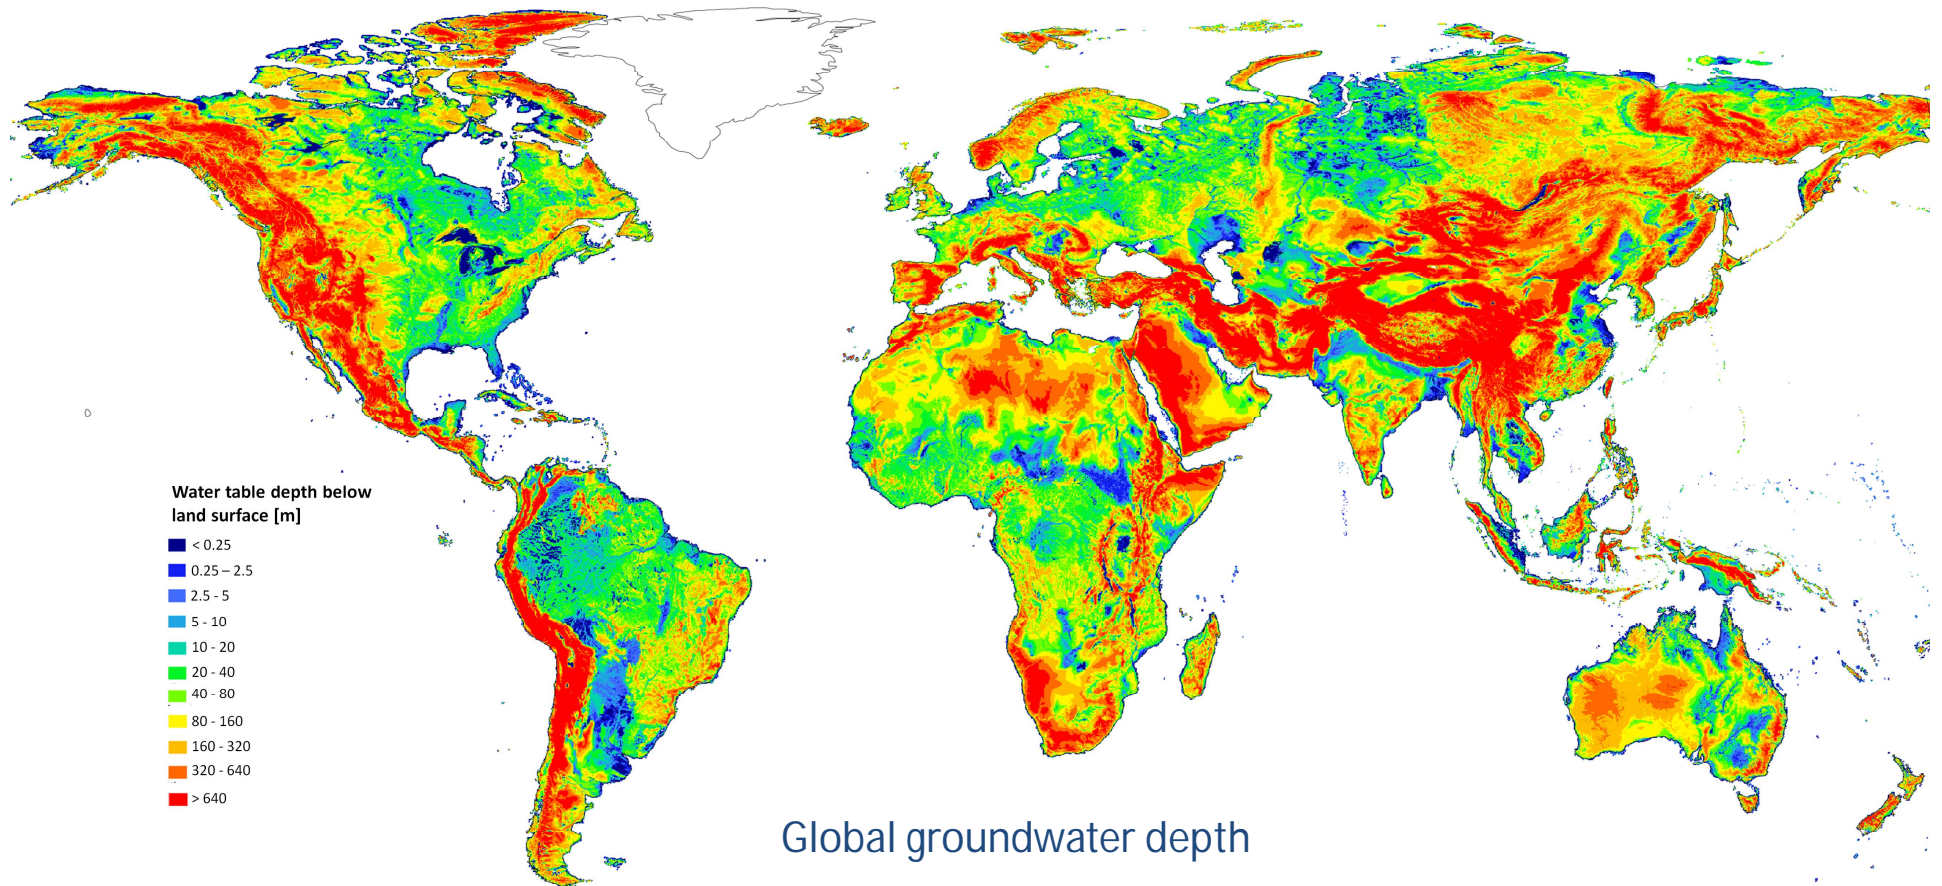 Water table depth below
land surface [m]
< 0.25
0.25 – 2.5
2.5 - 5
5 - 10
10 - 20
20 - 40
40 - 80
80 - 160
160 - 320
320 - 640
> 640
Global groundwater depth